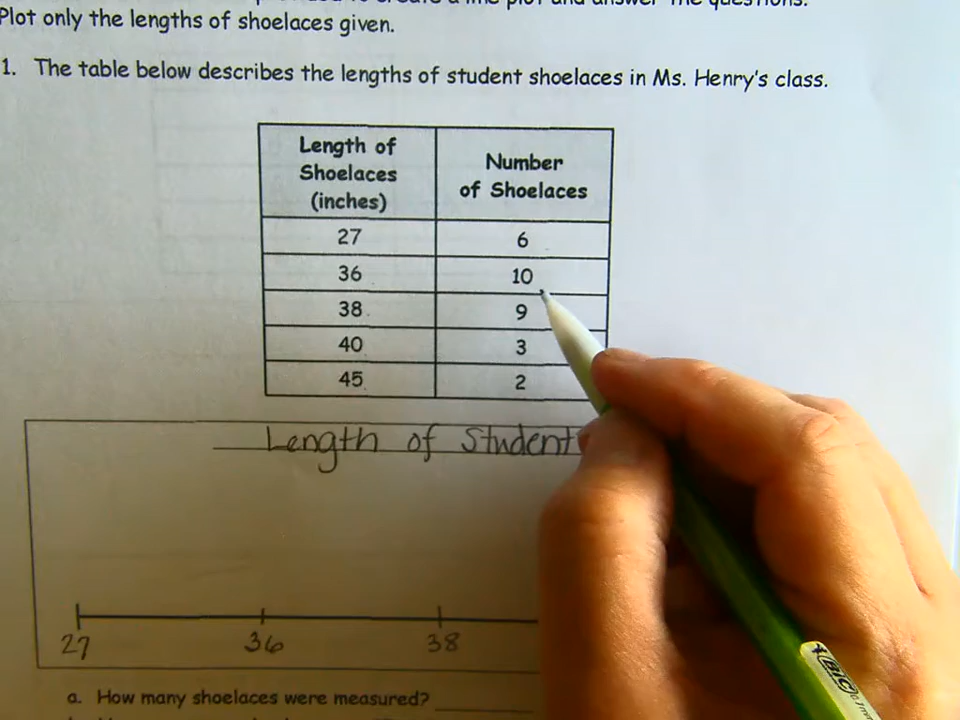 Plot only the lengths of shoelaces given.
1. The table below describes the lengths of student shoelaces in Ms. Henry's class.
Length of Shoelaces (inches) Number of Shoelaces
27 6
36 10
38 9
40 3
45 2
Length of Student
27 36 38
a. How many shoelaces were measured?
BIC